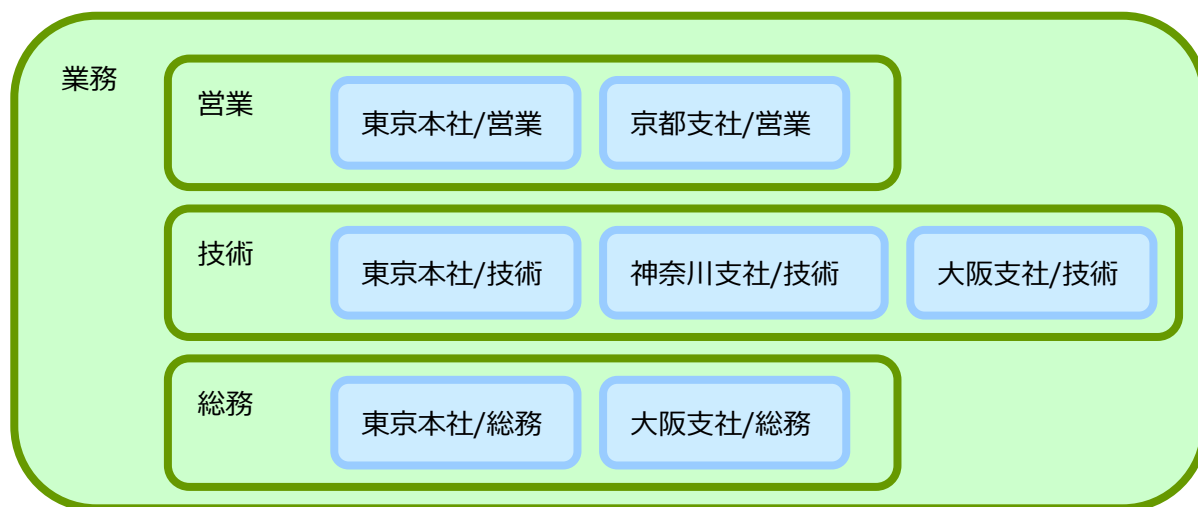 業務
営業
東京本社/営業
京都支社/営業
技術
東京本社/技術
神奈川支社/技術
大阪支社/技術
総務
東京本社/総務
大阪支社/総務